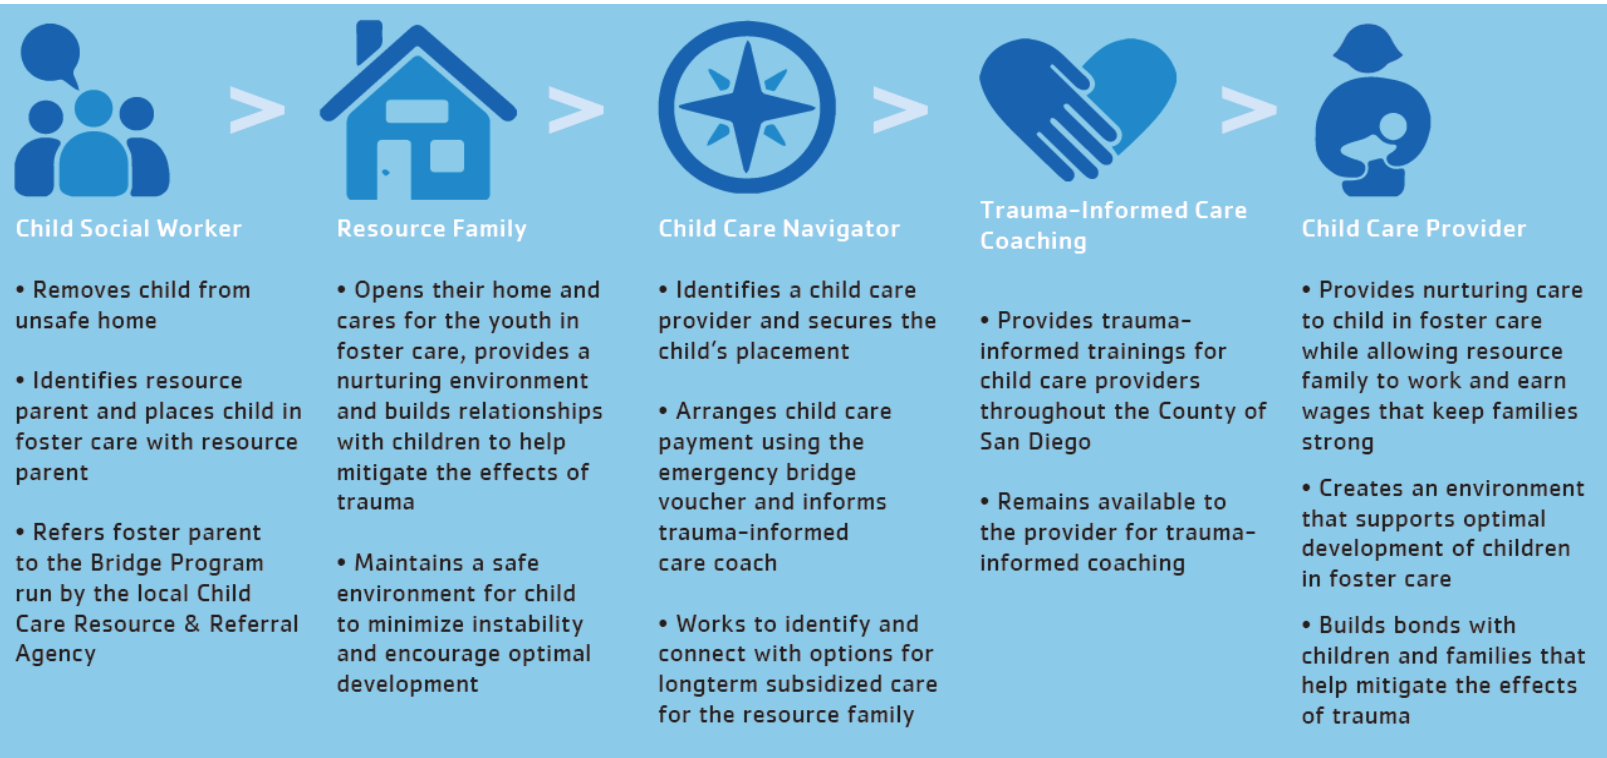 Child Social Worker
• Removes child from
unsafe home
• Identifies resource
parent and places child in
foster care with resource
parent
• Refers foster parent
to the Bridge Program
run by the local Child
Care Resource & Referral
Agency
>
Resource Family
• Opens their home and
cares for the youth in
foster care, provides a
nurturing environment
and builds relationships
with children to help
mitigate the effects of
trauma
• Maintains a safe
environment for child
to minimize instability
and encourage optimal
development
>
Child Care Navigator
• Identifies a child care
provider and secures the
child's placement
• Arranges child care
payment using the
emergency bridge
voucher and informs
trauma-informed
care coach
• Works to identify and
connect with options for
longterm subsidized care
for the resource family
>
Trauma-Informed Care
Coaching
• Provides trauma-
informed trainings for
child care providers
throughout the County of
San Diego
• Remains available to
the provider for trauma-
informed coaching
>
Child Care Provider
• Provides nurturing care
to child in foster care
while allowing resource
family to work and earn
wages that keep families
strong
• Creates an environment
that supports optimal
development of children
in foster care
• Builds bonds with
children and families that
help mitigate the effects
of trauma